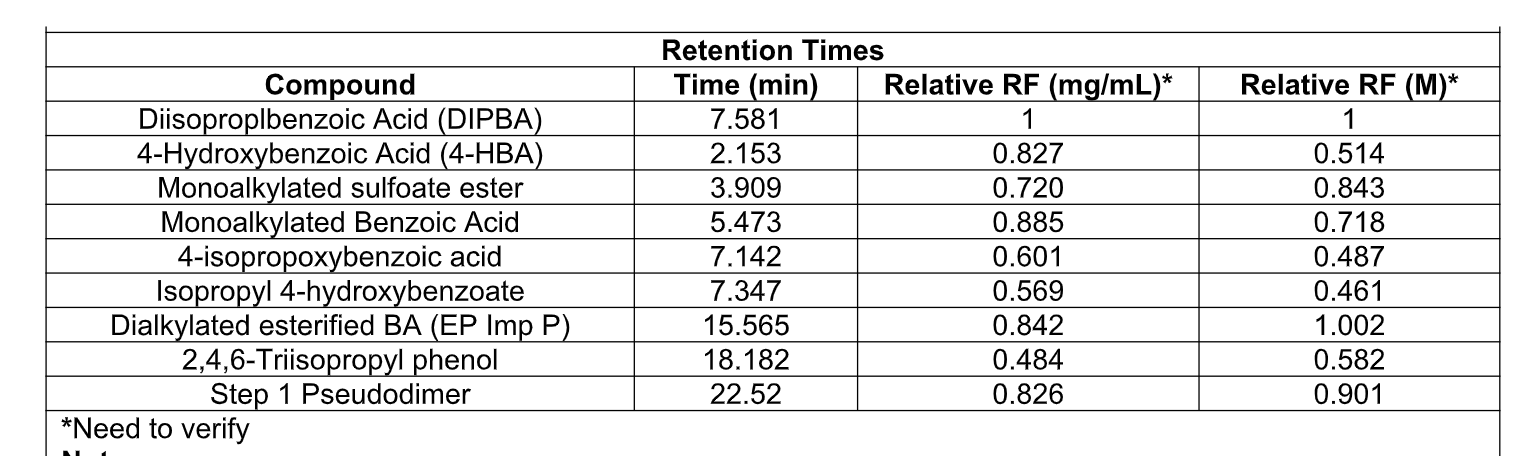 Retention Times
Compound Time (min) Relative RF (mg/mL)* Relative RF (M)*
Diisoproplbenzoic Acid (DIPBA) 7.581 1 1
4-Hydroxybenzoic Acid (4-HBA) 2.153 0.827 0.514
Monoalkylated sulfoate ester 3.909 0.720 0.843
Monoalkylated Benzoic Acid 5.473 0.885 0.718
4-isopropoxybenzoic acid 7.142 0.601 0.487
Isopropyl 4-hydroxybenzoate 7.347 0.569 0.461
Dialkylated esterified BA (EP Imp P) 15.565 0.842 1.002
2,4,6-Triisopropyl phenol 18.182 0.484 0.582
Step 1 Pseudodimer 22.52 0.826 0.901
*Need to verify